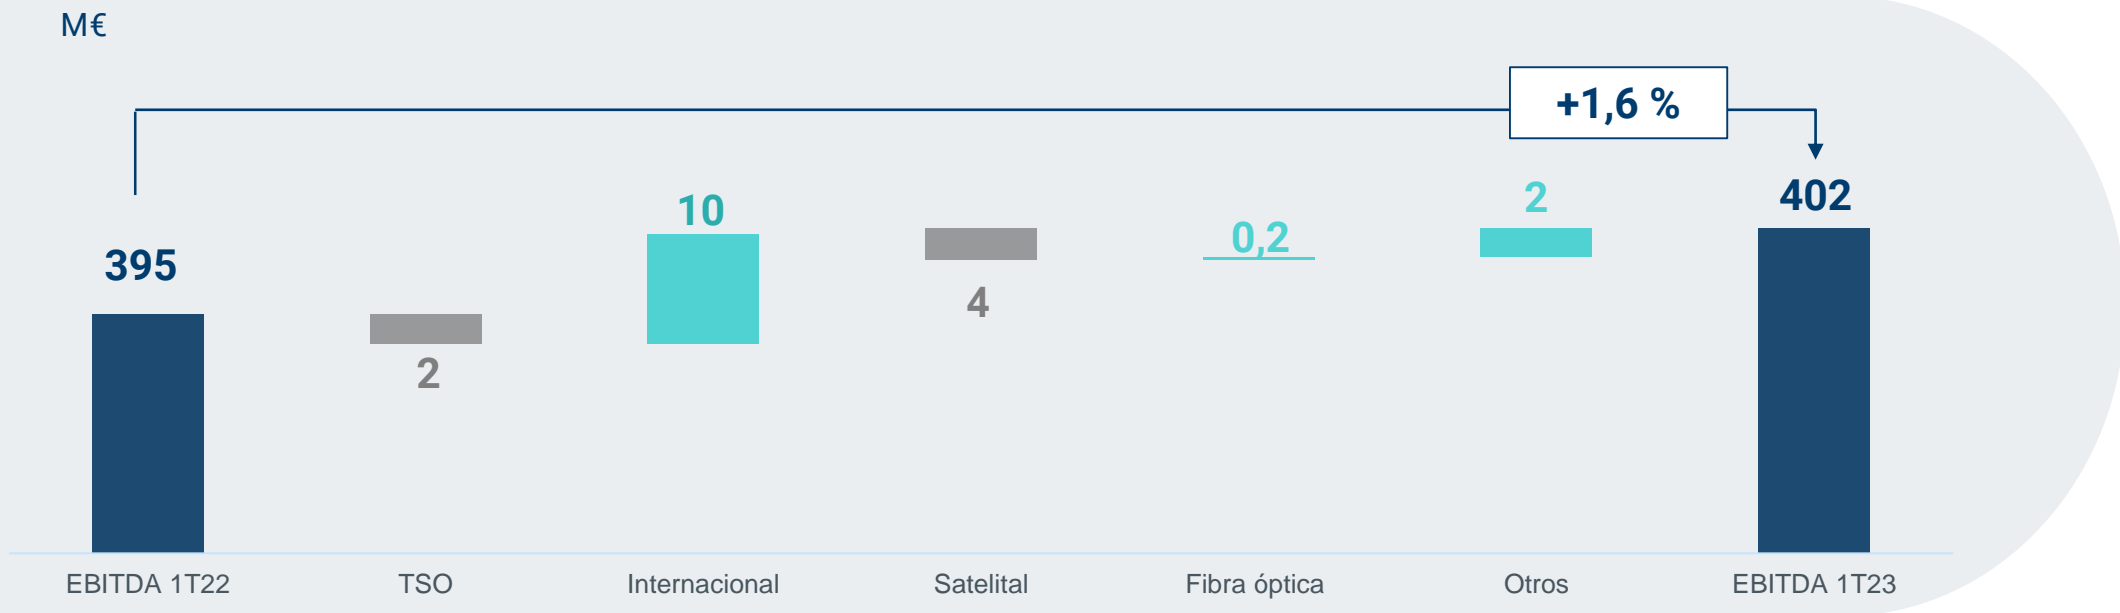 M€
+1,6 %
395
2
10
4
0,2
2
402
EBITDA 1T22
TSO
Internacional
Satelital
Fibra óptica
Otros
EBITDA 1T23